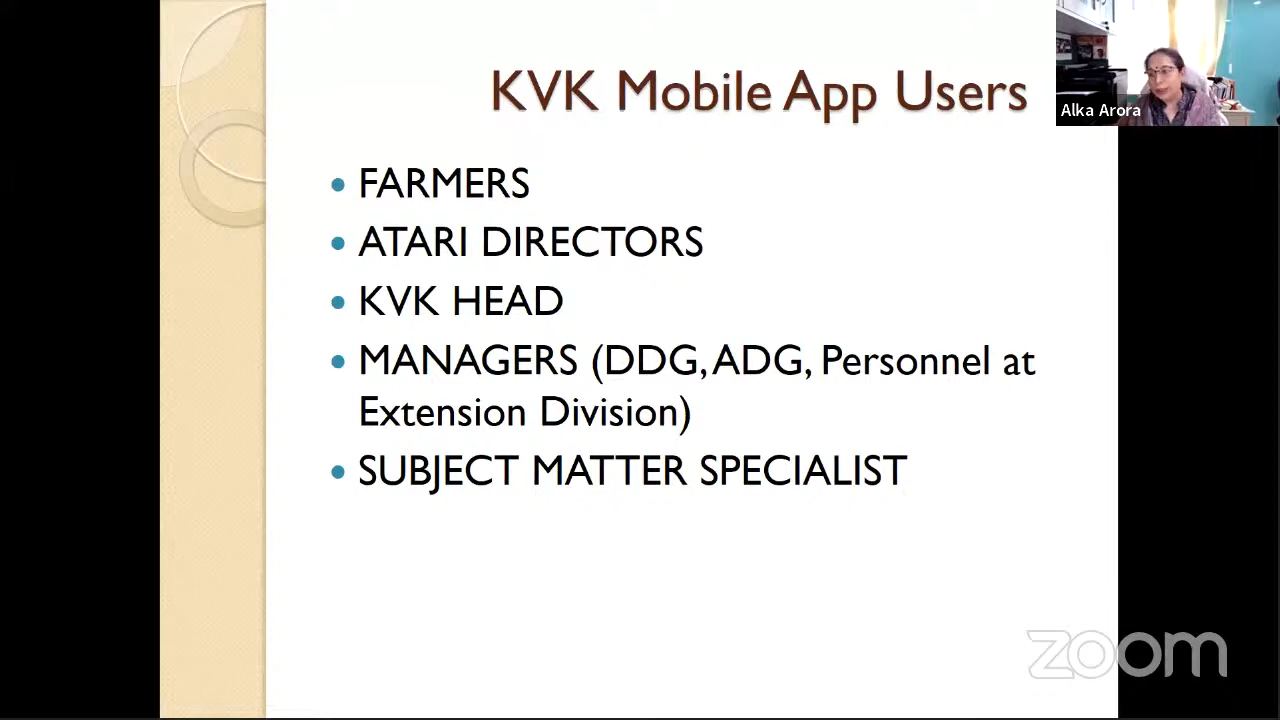 KVK Mobile App Users
Alka Arora
• FARMERS
• ATARI DIRECTORS
• KVK HEAD
• MANAGERS (DDG, ADG, Personnel at
Extension Division)
• SUBJECT MATTER SPECIALIST
zoom